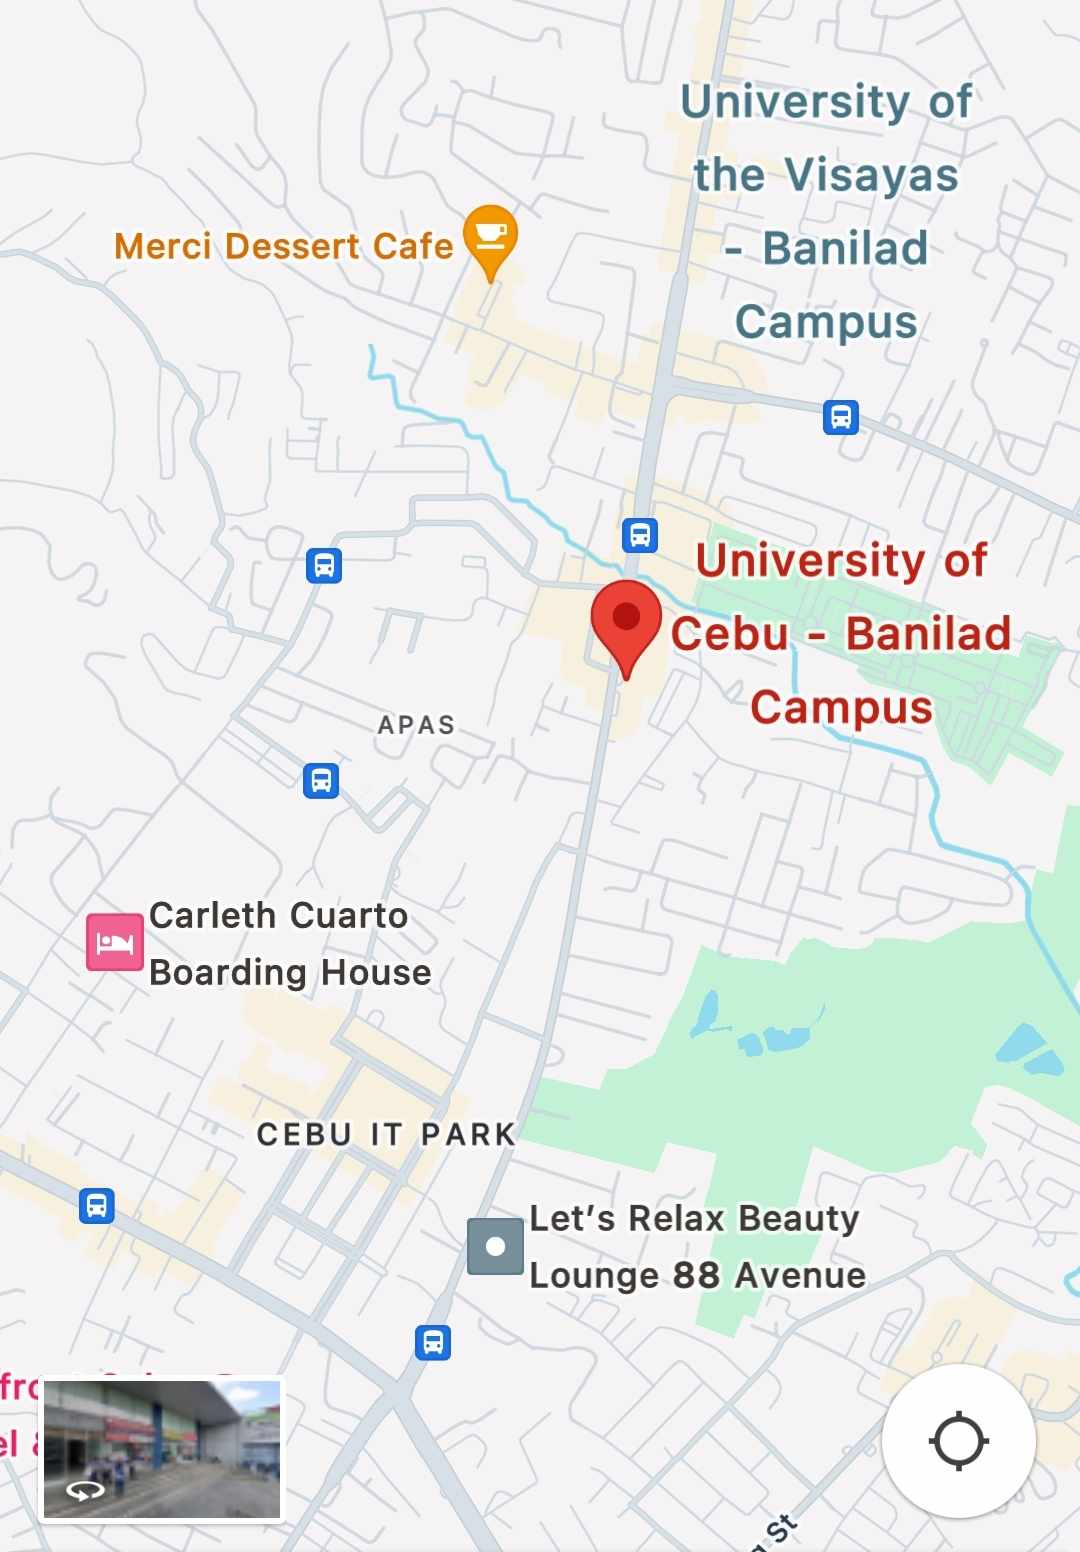 University of
the Visayas
- Banilad
Campus
Merci Dessert Cafe
University of
Cebu - Banilad
Campus
APAS
Carleth Cuarto
Boarding House
CEBU IT PARK
Let's Relax Beauty
Lounge 88 Avenue
St